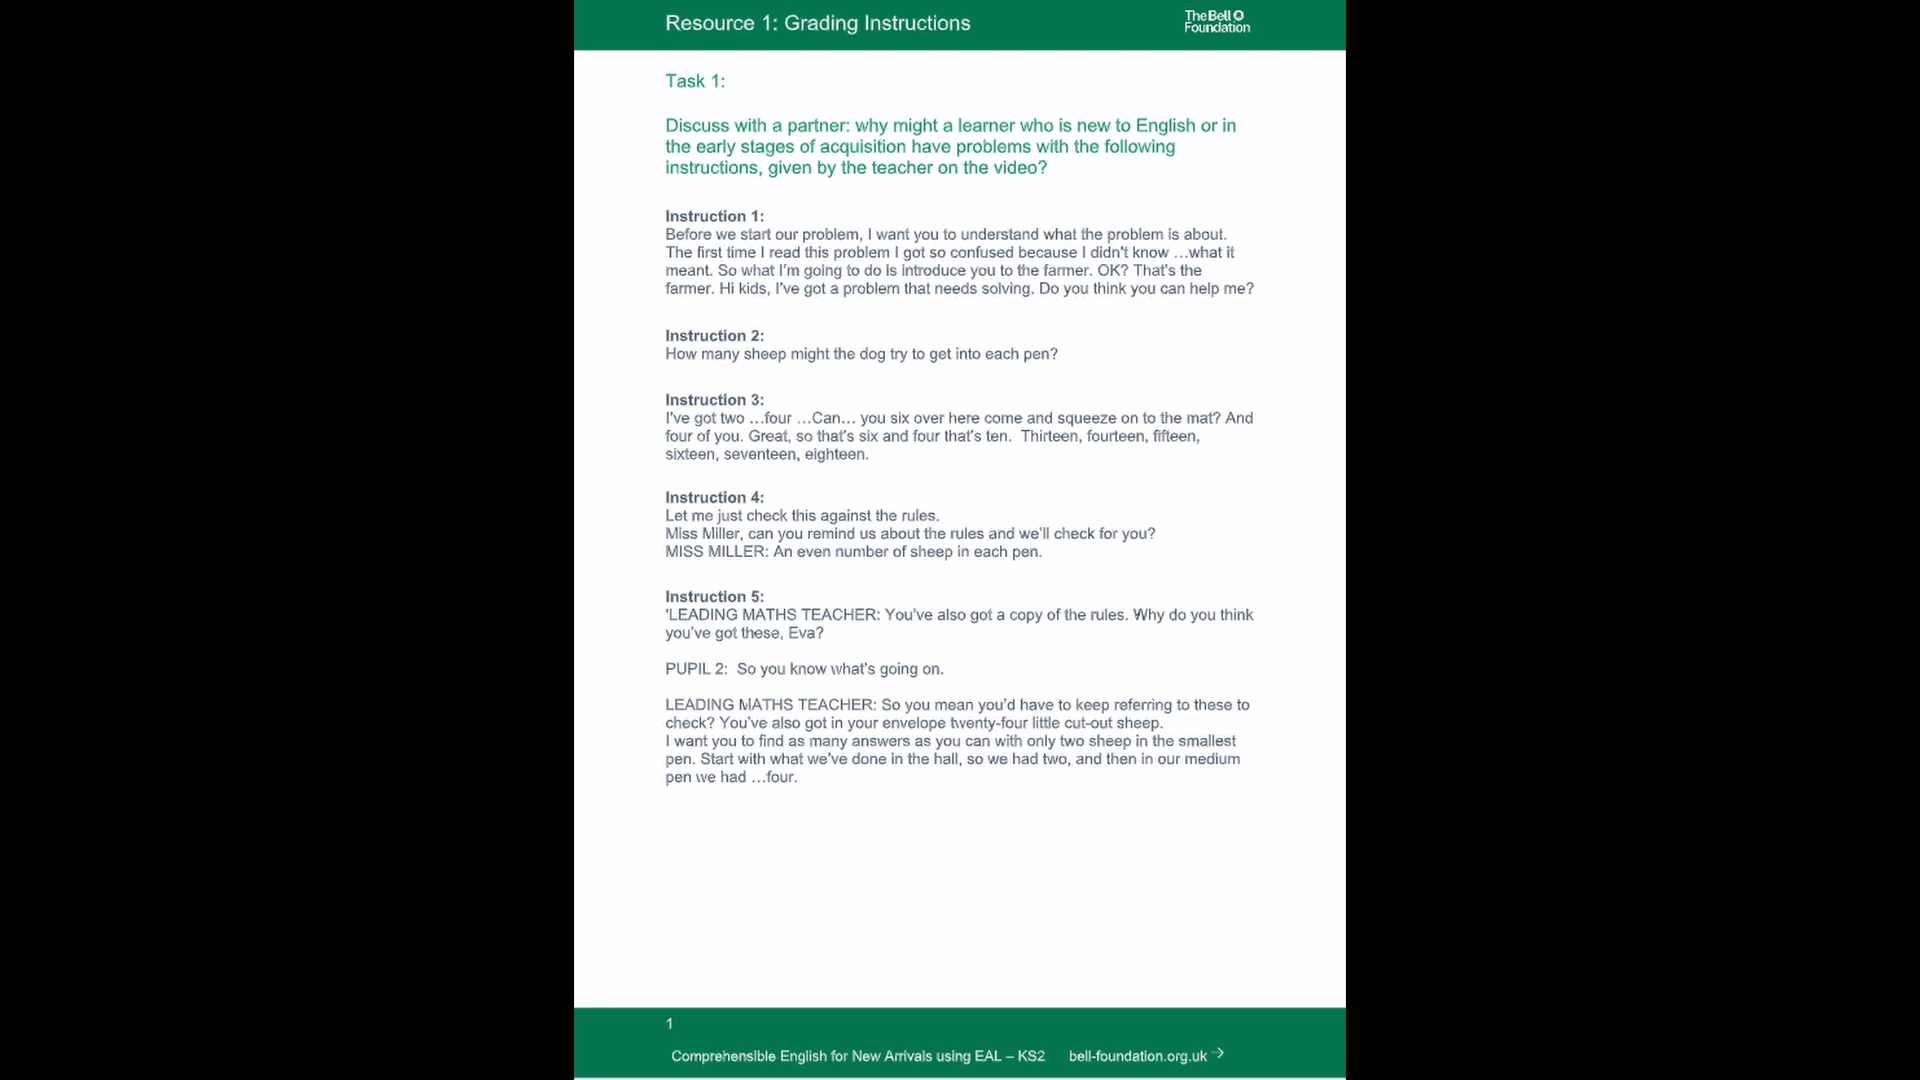 Resource 1: Grading Instructions
The Bell
Foundation
Task 1:
Discuss with a partner: why might a learner who is new to English or in
the early stages of acquisition have problems with the following
instructions, given by the teacher on the video?
Instruction 1:
Before we start our problem, I want you to understand what the problem is about.
The first time I read this problem I got so confused because I didn't know …what it
meant. So what I'm going to do is introduce you to the farmer. OK? That's the
farmer. Hi kids, I've got a problem that needs solving. Do you think you can help me?
Instruction 2:
How many sheep might the dog try to get into each pen?
Instruction 3:
I've got two …four …Can… you six over here come and squeeze on to the mat? And
four of you. Great, so that's six and four that's ten.  Thirteen, fourteen, fifteen,
sixteen, seventeen, eighteen.
Instruction 4:
Let me just check this against the rules.
Miss Miller, can you remind us about the rules and we'll check for you?
MISS MILLER: An even number of sheep in each pen.
Instruction 5:
'LEADING MATHS TEACHER: You've also got a copy of the rules. Why do you think
you've got these, Eva?
PUPIL 2:  So you know what's going on.
LEADING MATHS TEACHER: So you mean you'd have to keep referring to these to
check? You've also got in your envelope twenty-four little cut-out sheep.
I want you to find as many answers as you can with only two sheep in the smallest
pen. Start with what we've done in the hall, so we had two, and then in our medium
pen we had …four.
1
Comprehensible English for New Arrivals using EAL – KS2 bell-foundation.org.uk →